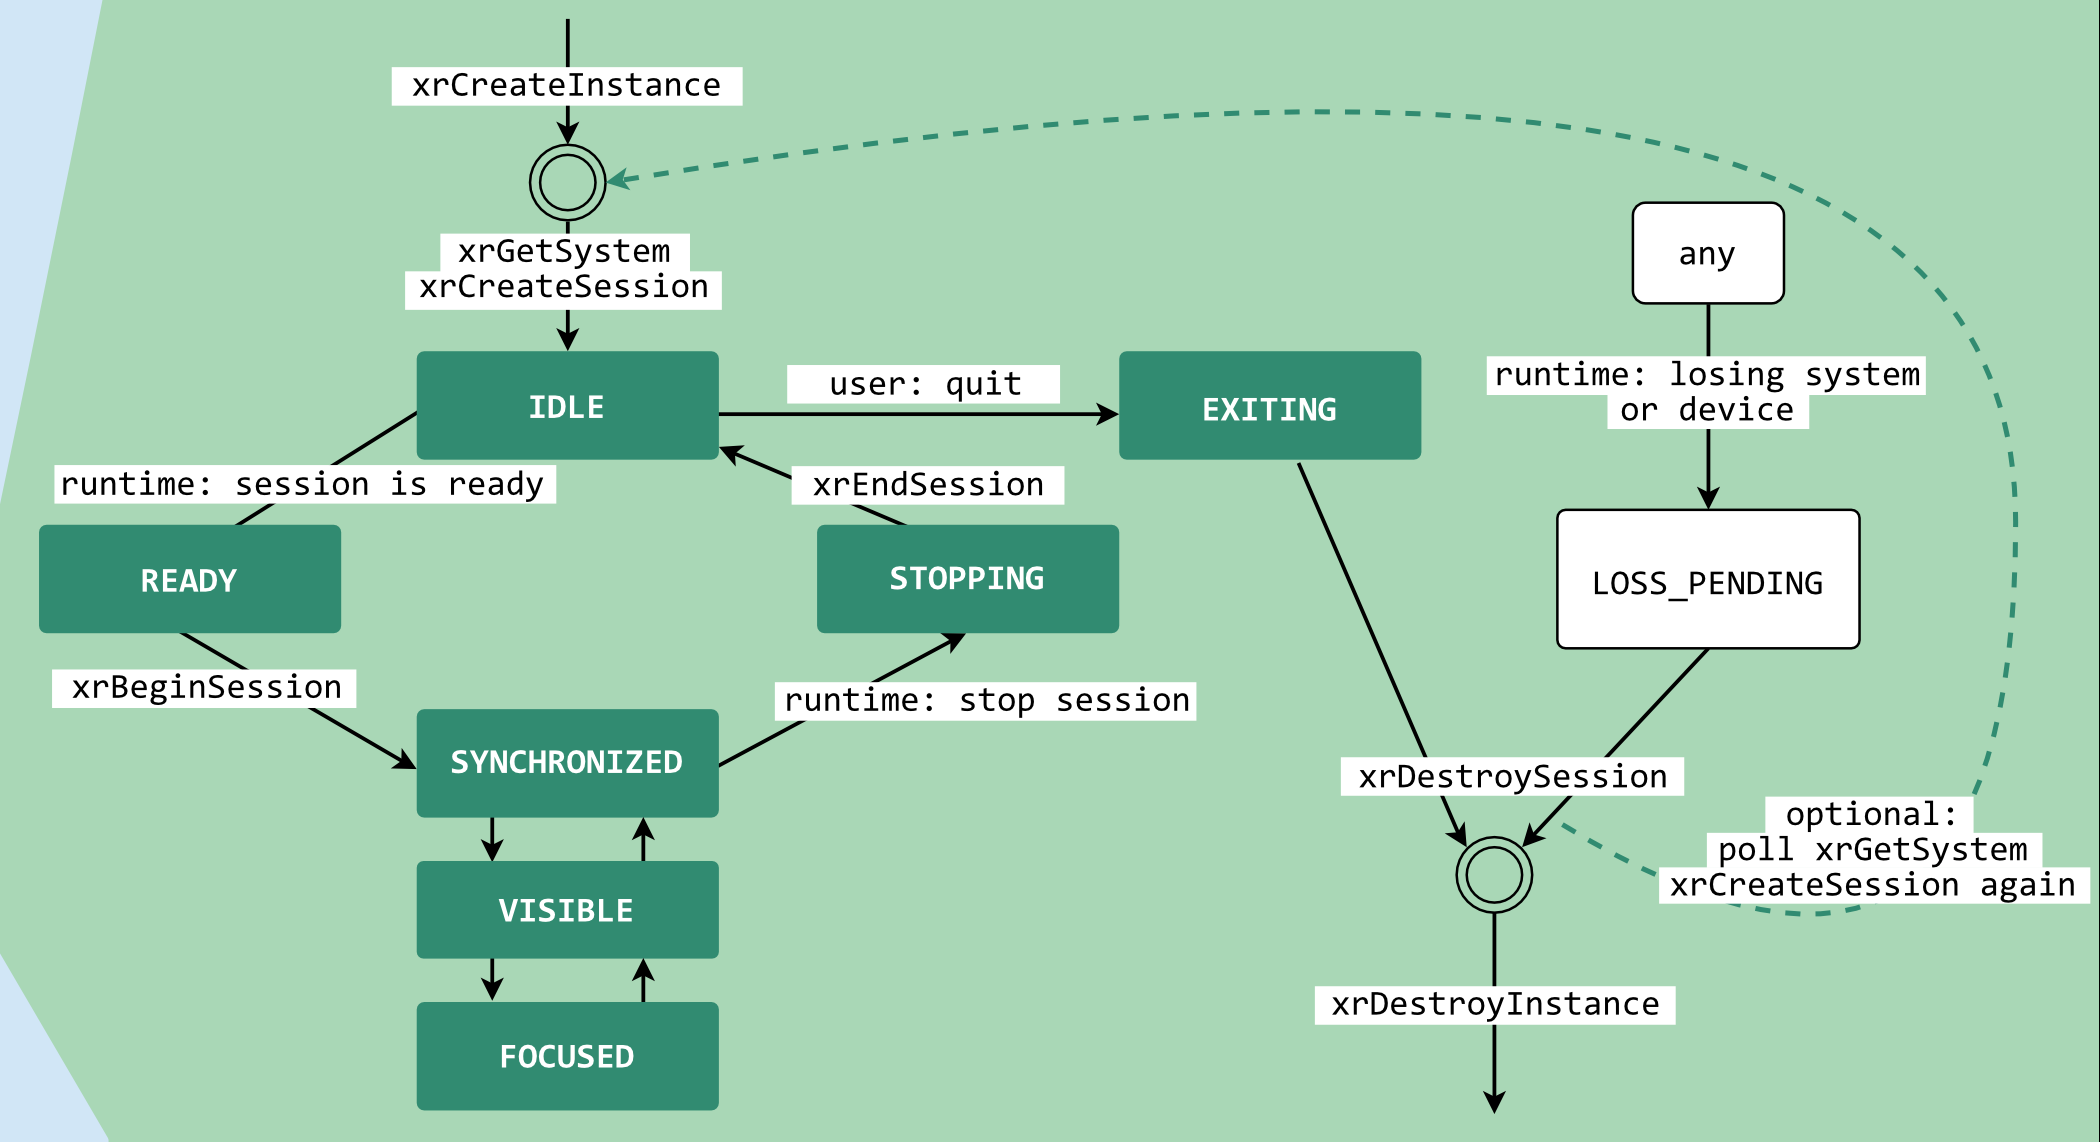 xrCreateInstance
xrGetSystem
xrCreateSession
any
runtime: losing system
or device
IDLE
user: quit
EXITING
runtime: session is ready
xrEndSession
READY
STOPPING
LOSS_PENDING
xrBeginSession
runtime: stop session
SYNCHRONIZED
xrDestroySession
optional:
poll xrGetSystem
xrCreateSession again
VISIBLE
xrDestroyInstance
FOCUSED